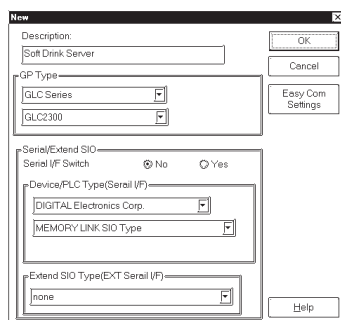 New
Description:
Soft Drink Server
GP Type
GLC Series
GLC2300
Serial/Extend SIO
Serial I/F Switch
No
Yes
Device/PLC Type(Serail I/F)
DIGITAL Electronics Corp.
MEMORY LINK SIO Type
Extend SIO Type(EXT Serail I/F)
none
OK
Cancel
Easy Com
Settings
Help